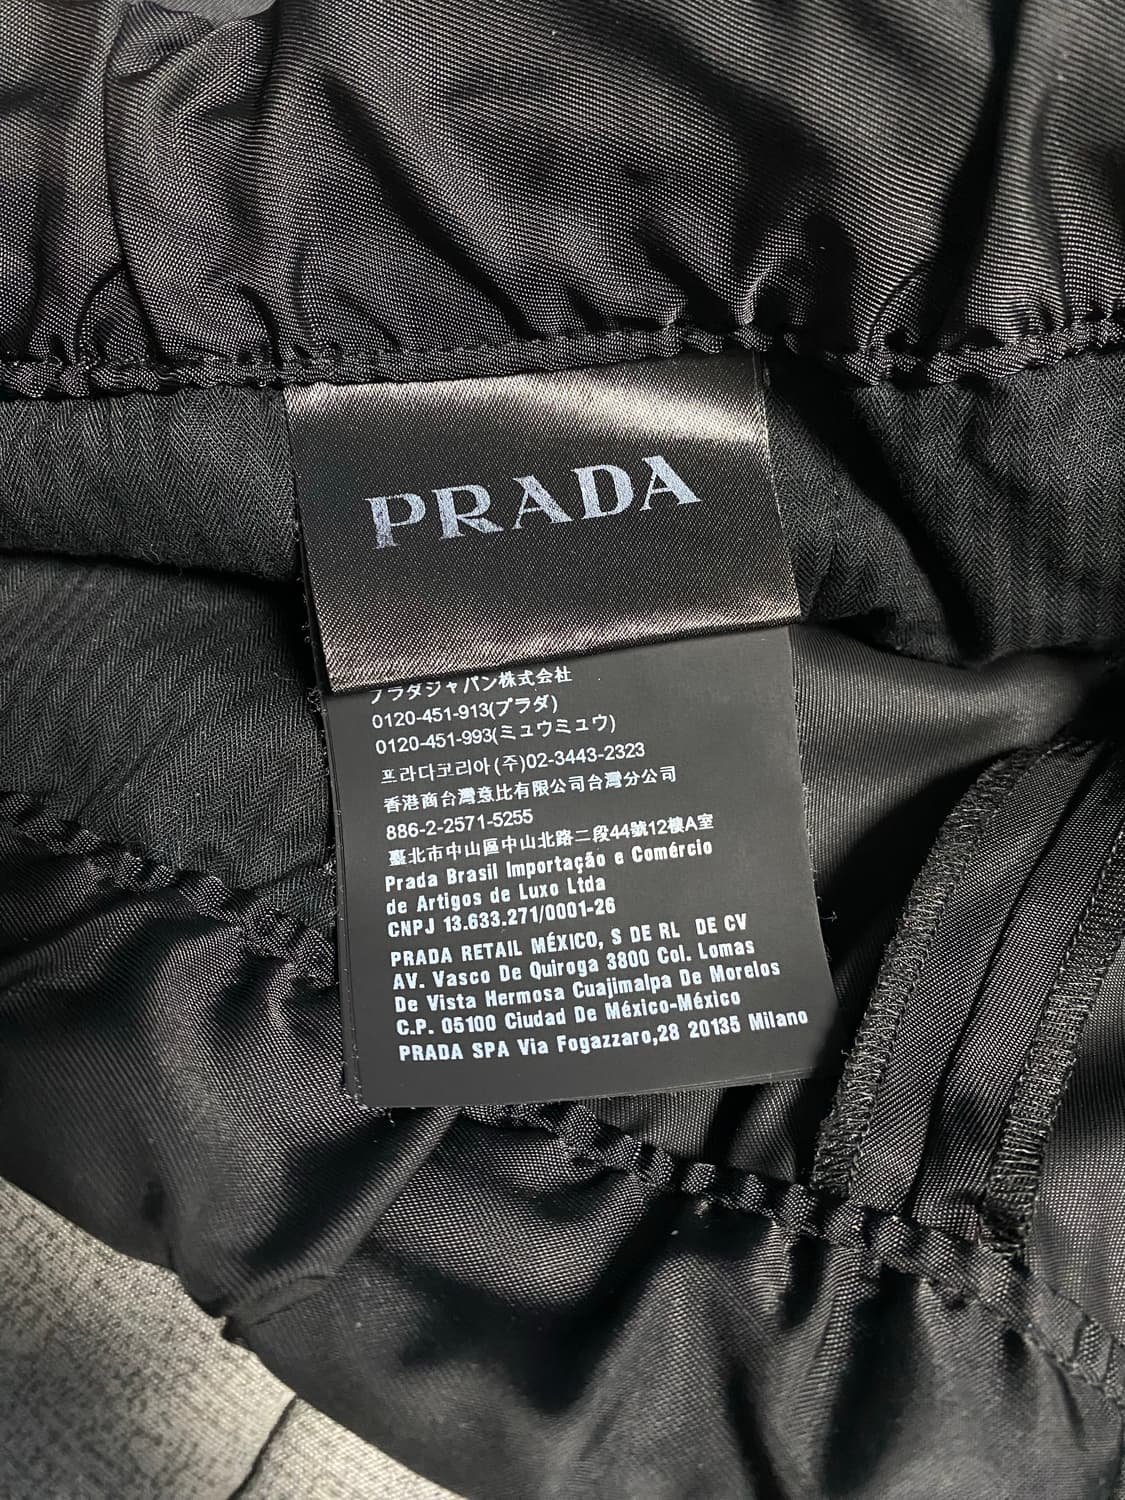 PRADA
プラダジャパン株式会社
0120-451-913(プラダ)
0120-451-993(ミュウミュウ)
프라다코리아(주)02-3443-2323
香港商台灣意比有限公司台灣分公司
886-2-2571-5255
臺北市中山區中山北路二段44號12樓A室
Prada Brasil Importação e Comércio
de Artigos de Luxo Ltda
CNPJ 13.633.271/0001-26
PRADA RETAIL MÉXICO, S DE RL DE CV
AV. Vasco De Quiroga 3800 Col. Lomas
De Vista Hermosa Cuajimalpa De Morelos
C.P. 05100 Ciudad De México-México
PRADA SPA Via Fogazzaro,28 20135 Milano